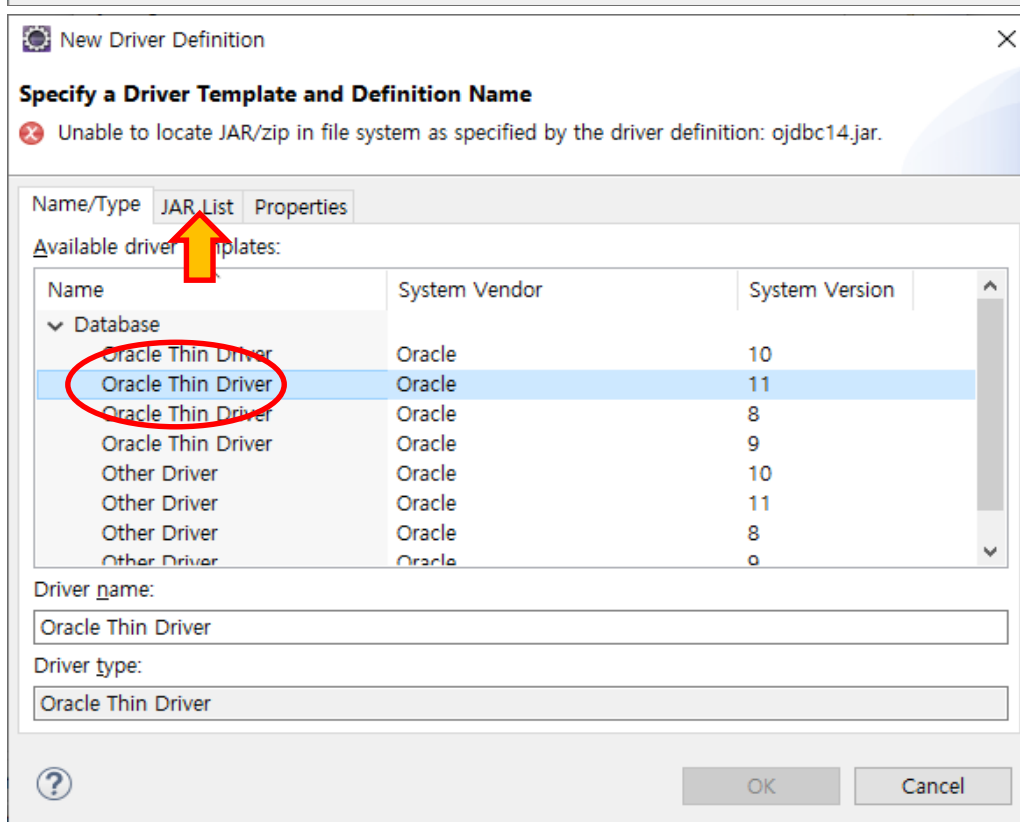 New Driver Definition
Specify a Driver Template and Definition Name
Unable to locate JAR/zip in file system as specified by the driver definition: ojdbc14.jar.
Name/Type JAR List Properties
Available driver templates:
Name System Vendor System Version
Database
Oracle Thin Driver Oracle 10
Oracle Thin Driver Oracle 11
Oracle Thin Driver Oracle 8
Oracle Thin Driver Oracle 9
Other Driver Oracle 10
Other Driver Oracle 11
Other Driver Oracle 8
Other Driver Oracle 9
Driver name:
Oracle Thin Driver
Driver type:
Oracle Thin Driver
? OK Cancel